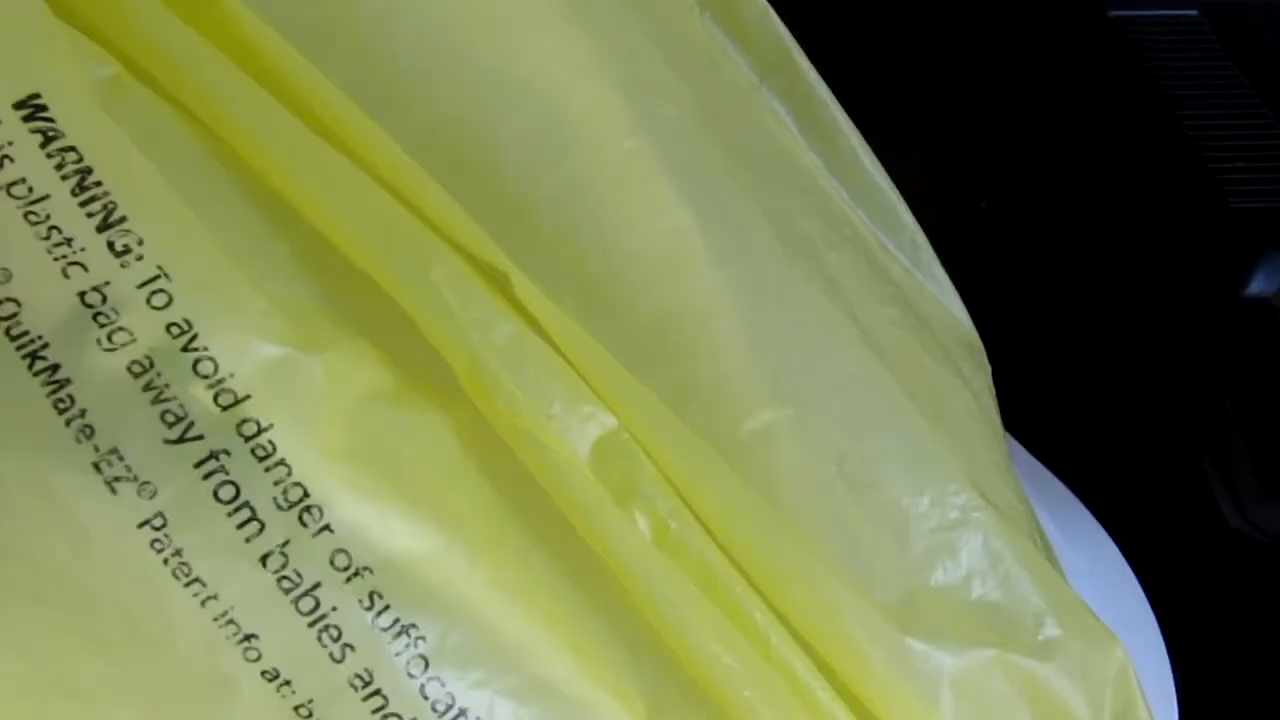 WARNING: To avoid danger of suffocat
is plastic bag away from babies and
® QuikMate-EZ® Patent info at: b